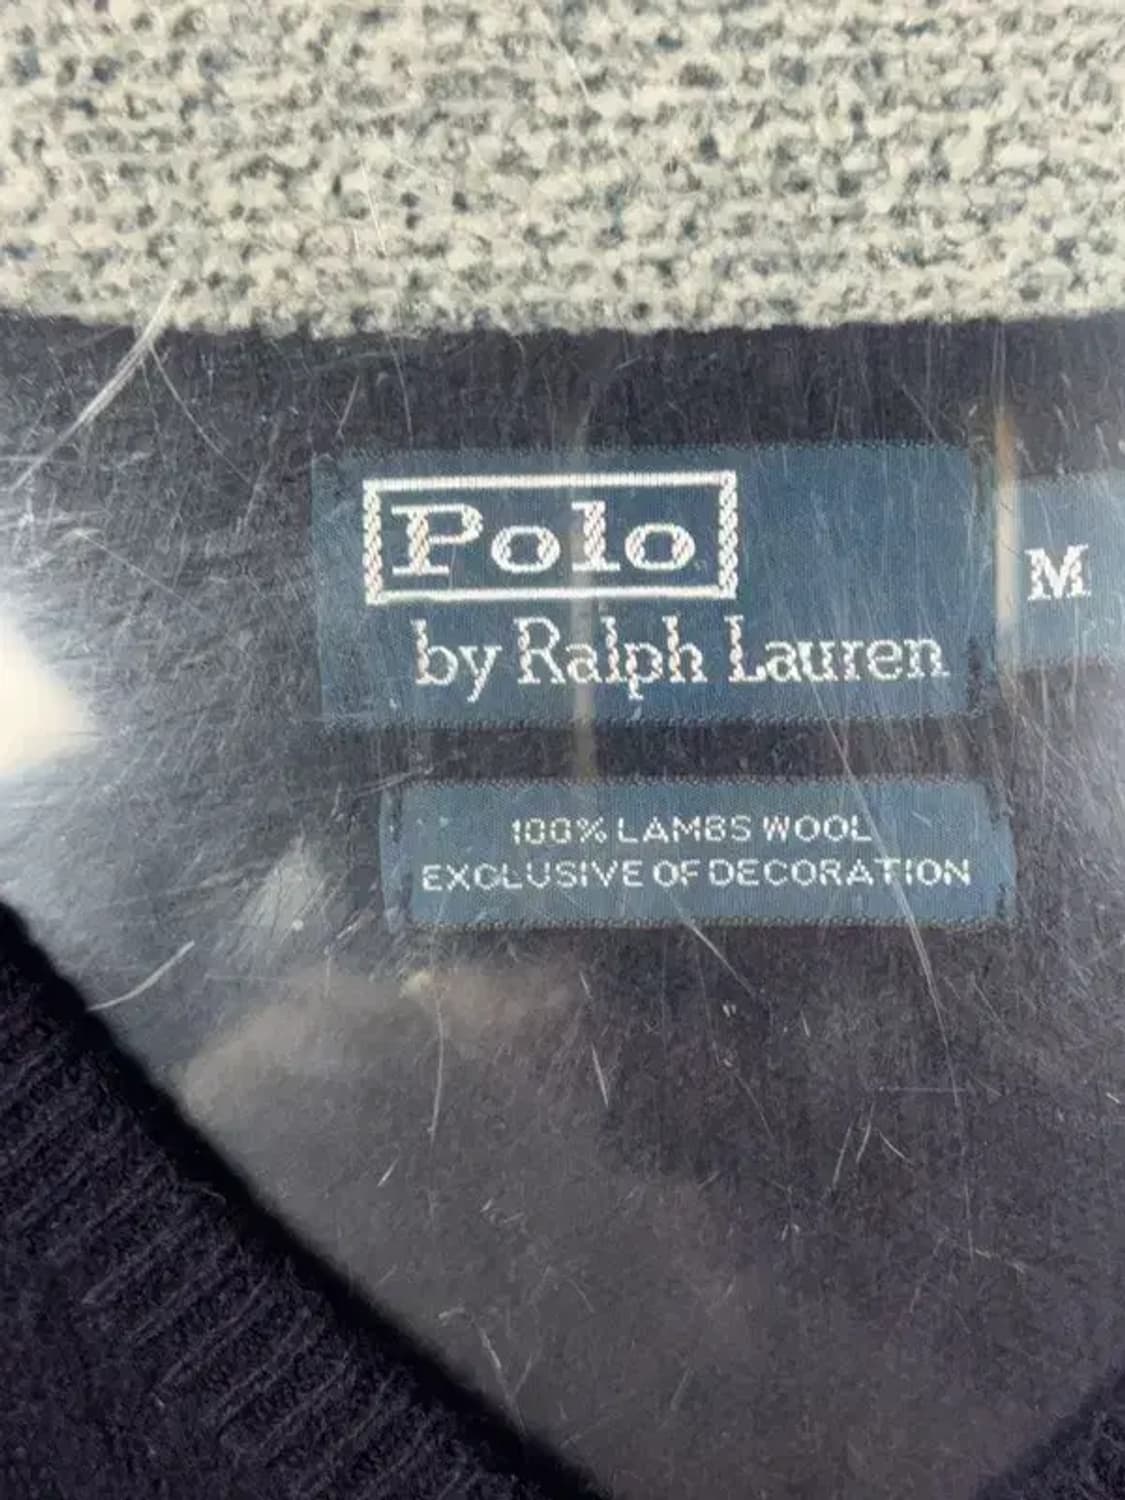 Polo
by Ralph Lauren
M
100% LAMBS WOOL
EXCLUSIVE OF DECORATION